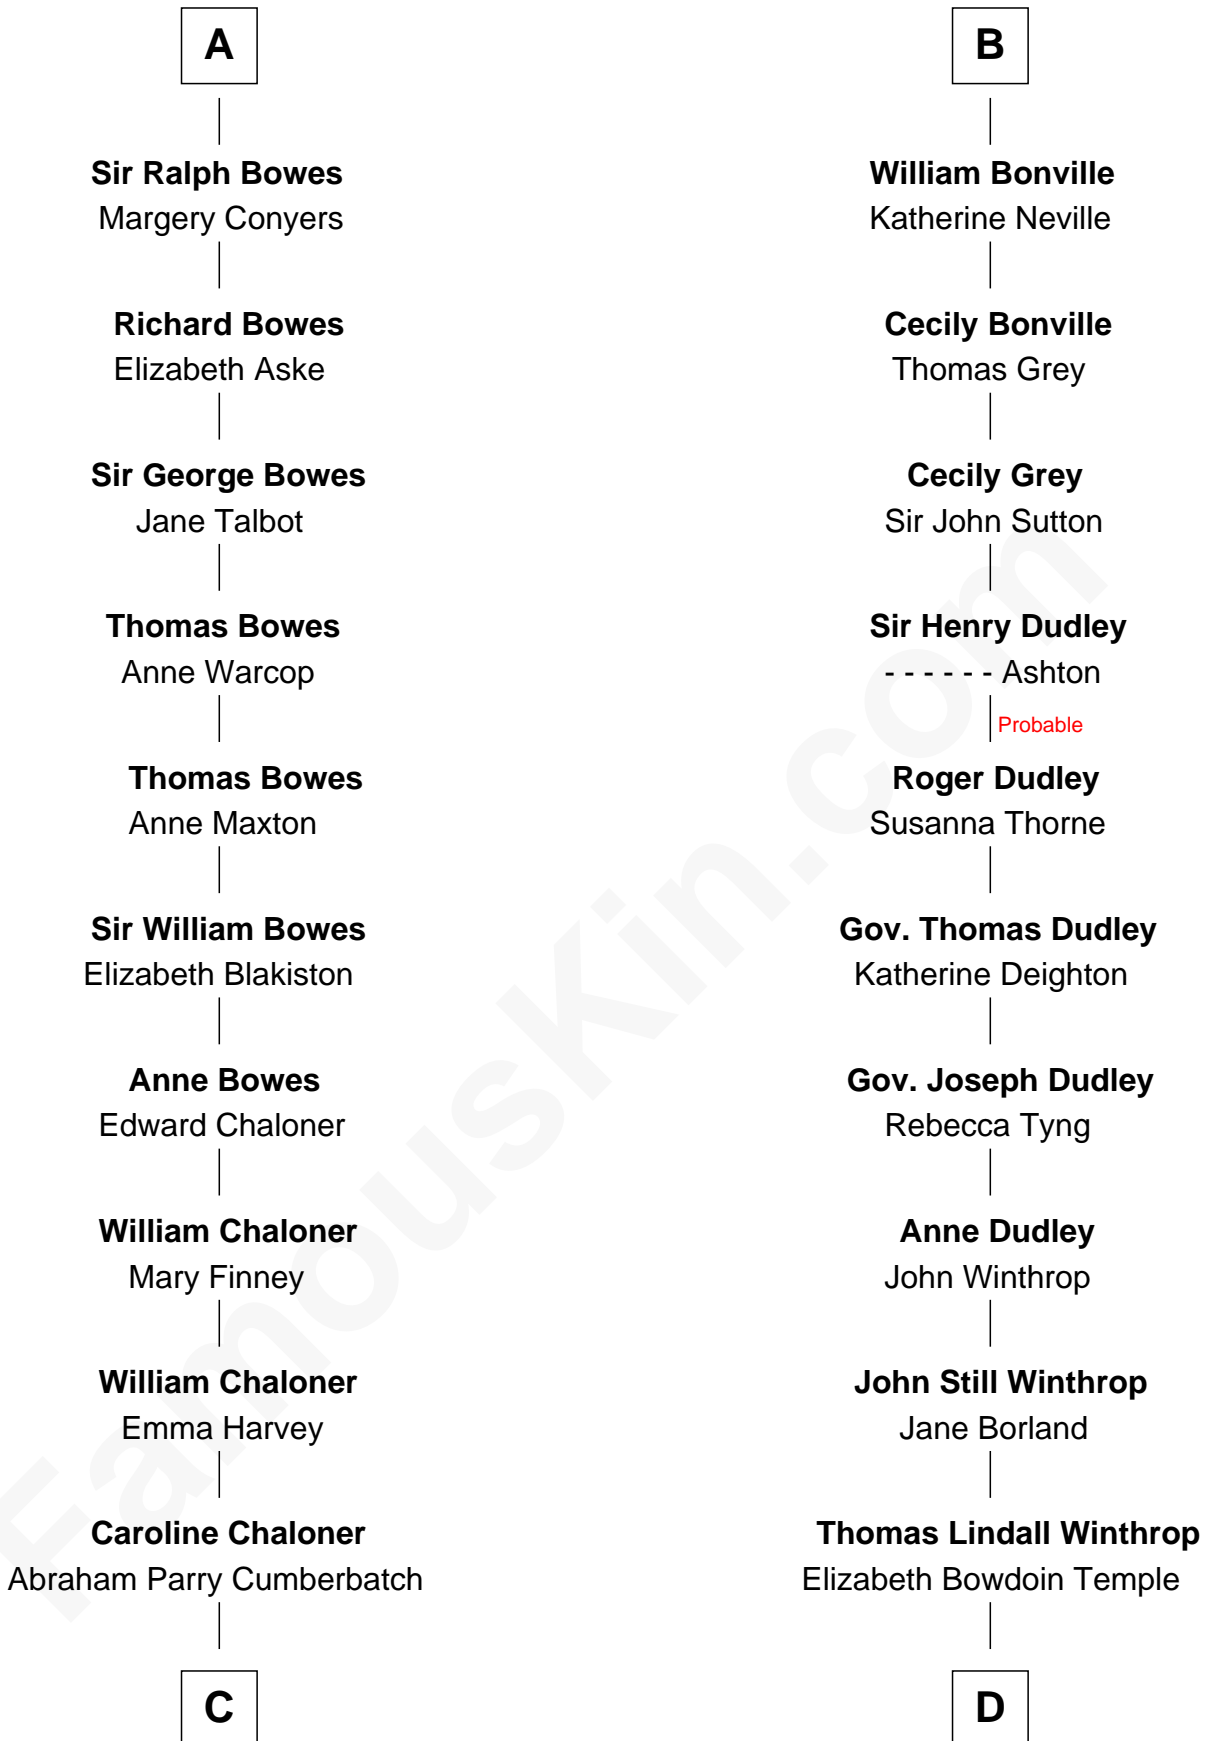 A
Sir Ralph Bowes
Margery Conyers
Richard Bowes
Elizabeth Aske
Sir George Bowes
Jane Talbot
Thomas Bowes
Anne Warcop
Thomas Bowes
Anne Maxton
Sir William Bowes
Elizabeth Blakiston
Anne Bowes
Edward Chaloner
William Chaloner
Mary Finney
William Chaloner
Emma Harvey
Caroline Chaloner
Abraham Parry Cumberbatch
C
B
William Bonville
Katherine Neville
Cecily Bonville
Thomas Grey
Cecily Grey
Sir John Sutton
Sir Henry Dudley
- - - - - - Ashton
Probable
Roger Dudley
Susanna Thorne
Gov. Thomas Dudley
Katherine Deighton
Gov. Joseph Dudley
Rebecca Tyng
Anne Dudley
John Winthrop
John Still Winthrop
Jane Borland
Thomas Lindall Winthrop
Elizabeth Bowdoin Temple
D
FamousKin.com